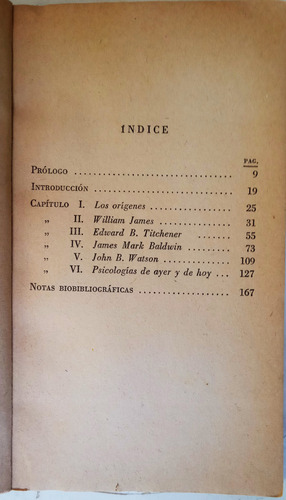 ÍNDICE
PÁG.
PRÓLOGO ........................ 9
INTRODUCCIÓN .................... 19
CAPÍTULO I. Los orígenes ............ 25
„ II. William James ........... 31
„ III. Edward B. Titchener ..... 55
„ IV. James Mark Baldwin ...... 73
„ V. John B. Watson .......... 109
„ VI. Psicologías de ayer y de hoy ... 127
NOTAS BIOBIBLIOGRÁFICAS ............... 167